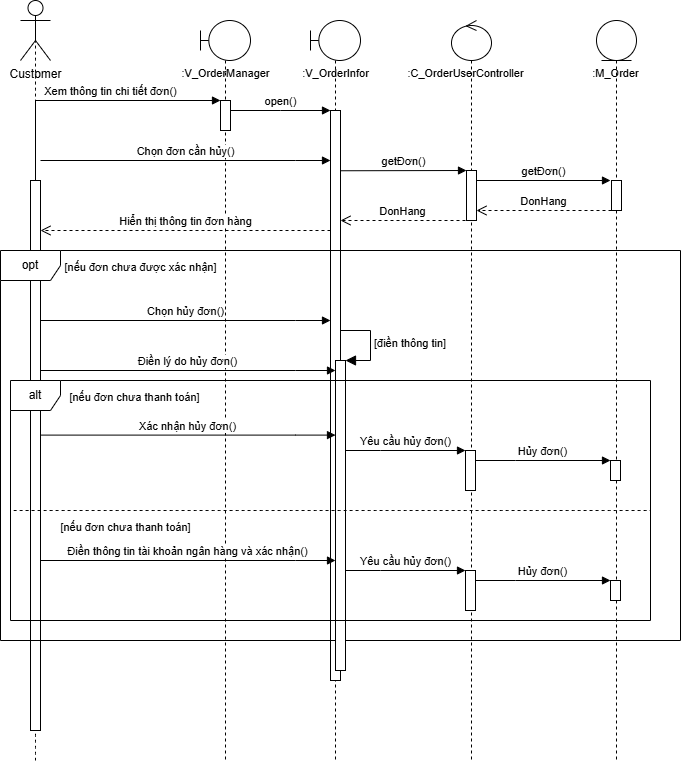 Customer
:V_OrderManager
:V_OrderInfor
:C_OrderUserController
:M_Order
Xem thông tin chi tiết đơn()
open()
Chọn đơn cần hủy()
getĐơn()
getĐơn()
DonHang
DonHang
Hiển thị thông tin đơn hàng
opt
[nếu đơn chưa được xác nhận]
Chọn hủy đơn()
[điền thông tin]
Điền lý do hủy đơn()
alt
[nếu đơn chưa thanh toán]
Xác nhận hủy đơn()
Yêu cầu hủy đơn()
Hủy đơn()
[nếu đơn chưa thanh toán]
Điền thông tin tài khoản ngân hàng và xác nhận()
Yêu cầu hủy đơn()
Hủy đơn()